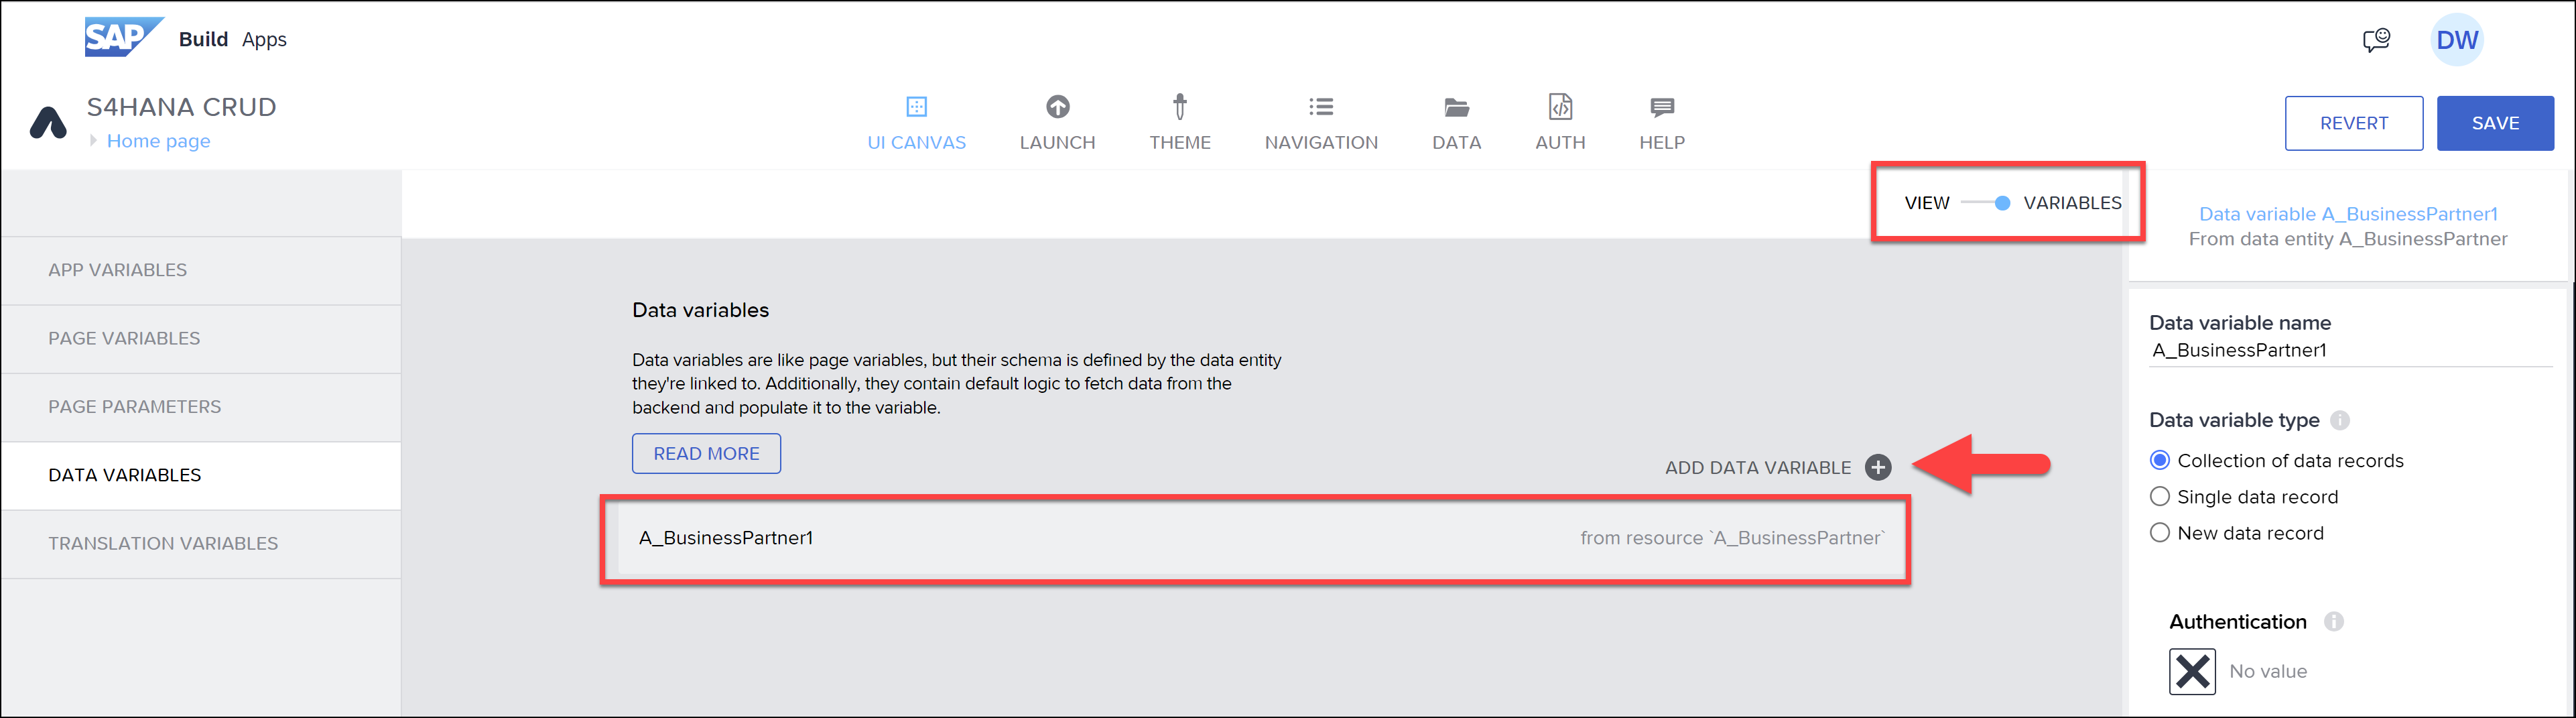 SAP Build Apps
DW
S4HANA CRUD
Home page
UI CANVAS
LAUNCH
THEME
NAVIGATION
DATA
AUTH
HELP
REVERT
SAVE
VIEW
VARIABLES
APP VARIABLES
PAGE VARIABLES
PAGE PARAMETERS
DATA VARIABLES
TRANSLATION VARIABLES
Data variables
Data variables are like page variables, but their schema is defined by the data entity
they're linked to. Additionally, they contain default logic to fetch data from the
backend and populate it to the variable.
READ MORE
ADD DATA VARIABLE
A_BusinessPartner1
from resource `A_BusinessPartner`
Data variable A_BusinessPartner1
From data entity A_BusinessPartner
Data variable name
A_BusinessPartner1
Data variable type
Collection of data records
Single data record
New data record
Authentication
No value